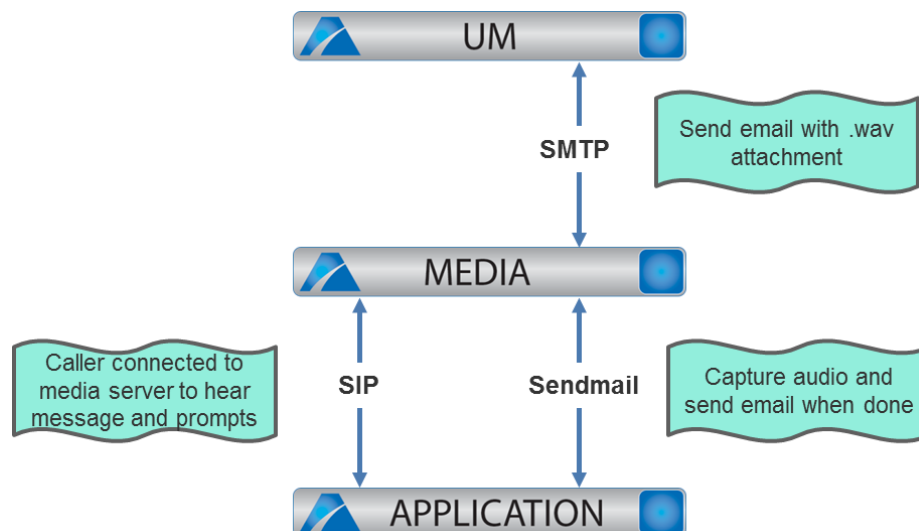 UM
SMTP
Send email with .wav
attachment
MEDIA
Caller connected to
media server to hear
message and prompts
SIP
Sendmail
Capture audio and
send email when done
APPLICATION